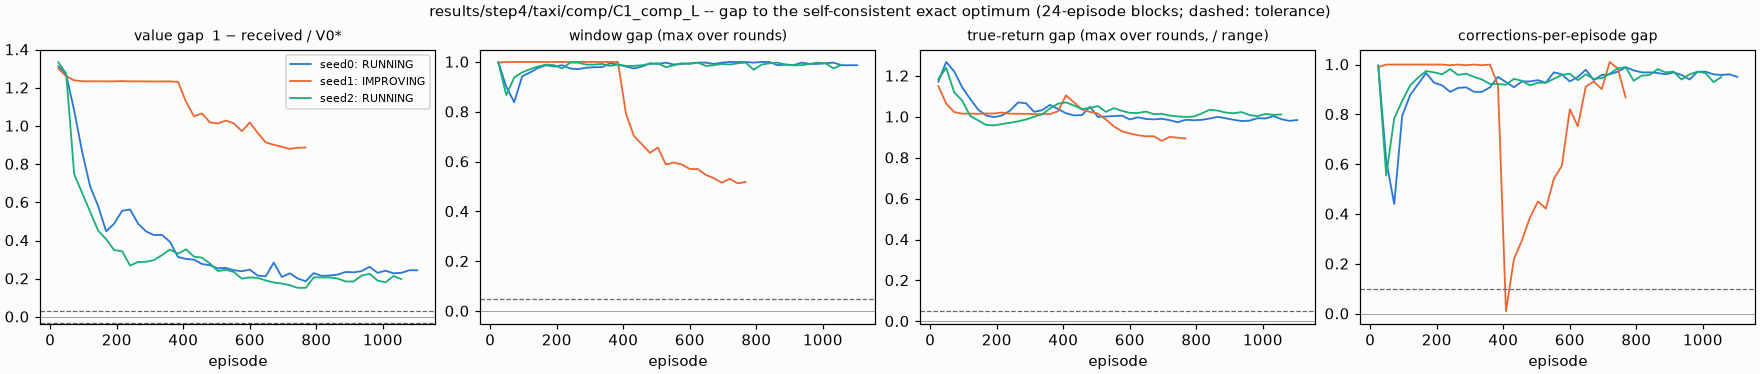 results/step4/taxi/comp/C1_comp_L -- gap to the self-consistent exact optimum (24-episode blocks; dashed: tolerance)
value gap 1 − received / V0*
1.4
1.2
1.0
0.8
0.6
0.4
0.2
0.0
seed0: RUNNING
seed1: IMPROVING
seed2: RUNNING
0 200 400 600 800 1000
episode
window gap (max over rounds)
1.0
0.8
0.6
0.4
0.2
0.0
0 200 400 600 800 1000
episode
true-return gap (max over rounds, / range)
1.2
1.0
0.8
0.6
0.4
0.2
0.0
0 200 400 600 800 1000
episode
corrections-per-episode gap
1.0
0.8
0.6
0.4
0.2
0.0
0 200 400 600 800 1000
episode